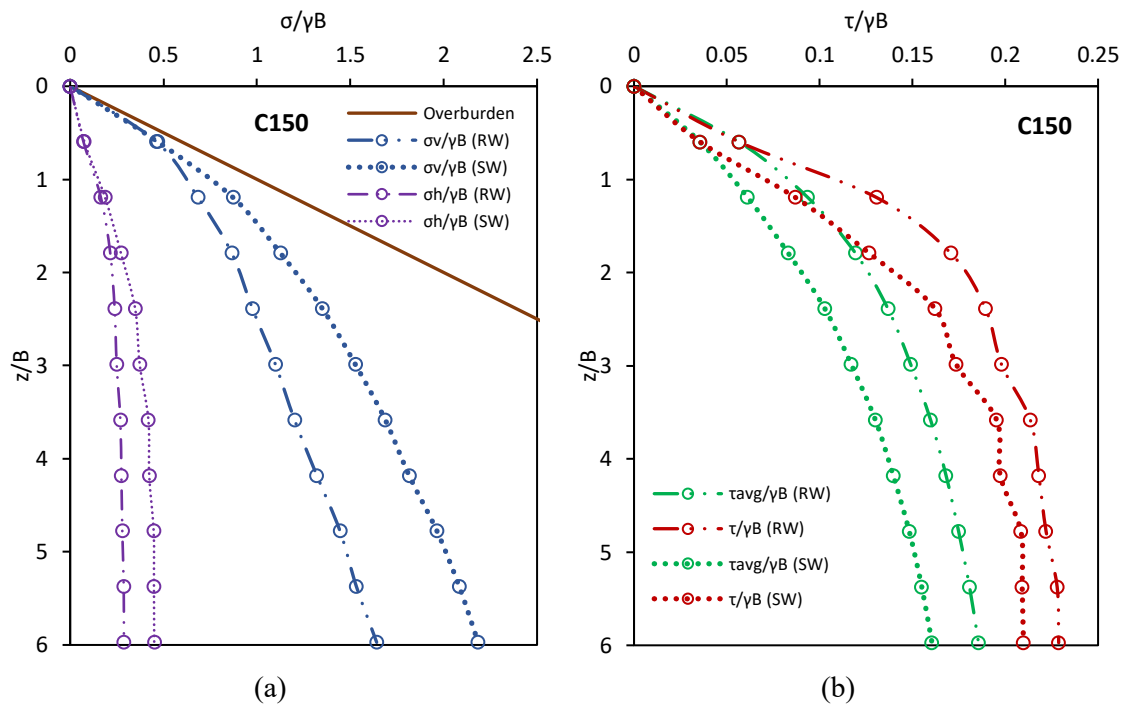 σ/γB
0 0.5 1 1.5 2 2.5
0
1
2
3
4
5
6
z/B
C150
Overburden
σv/γB (RW)
σv/γB (SW)
σh/γB (RW)
σh/γB (SW)
(a)
τ/γB
0 0.05 0.1 0.15 0.2 0.25
0
1
2
3
4
5
6
z/B
C150
τavg/γB (RW)
τ/γB (RW)
τavg/γB (SW)
τ/γB (SW)
(b)